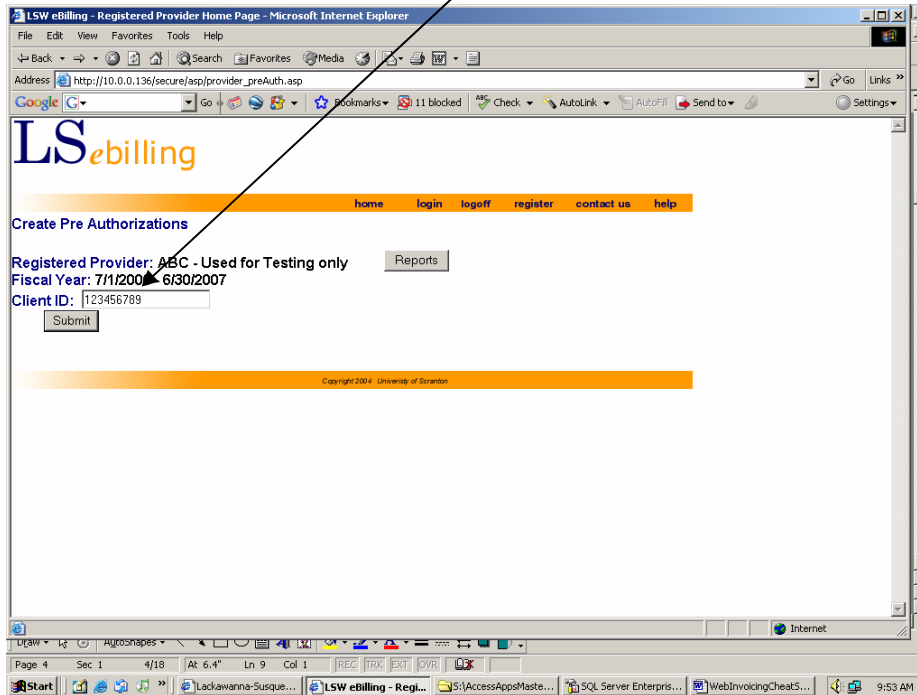 LSW eBilling - Registered Provider Home Page - Microsoft Internet Explorer
File Edit View Favorites Tools Help
Back Search Favorites Media
Address http://10.0.0.136/secure/asp/provider_preAuth.asp Go Links »
Google G Go Bookmarks 11 blocked ABC Check AutoLink AutoFill Send to Settings
LSebilling
home login logoff register contact us help
Create Pre Authorizations
Registered Provider: ABC - Used for Testing only Reports
Fiscal Year: 7/1/200 - 6/30/2007
Client ID: 123456789
Submit
Copyright 2004 Univeristy of Scranton
Internet
Draw AutoShapes
Page 4 Sec 1 4/18 At 6.4" Ln 9 Col 1 REC TRK EXT OVR
Start » Lackawanna-Susque... LSW eBilling - Regi... S:\AccessAppsMaste... SQL Server Enterpris... WebInvoicingCheatS... 9:53 AM